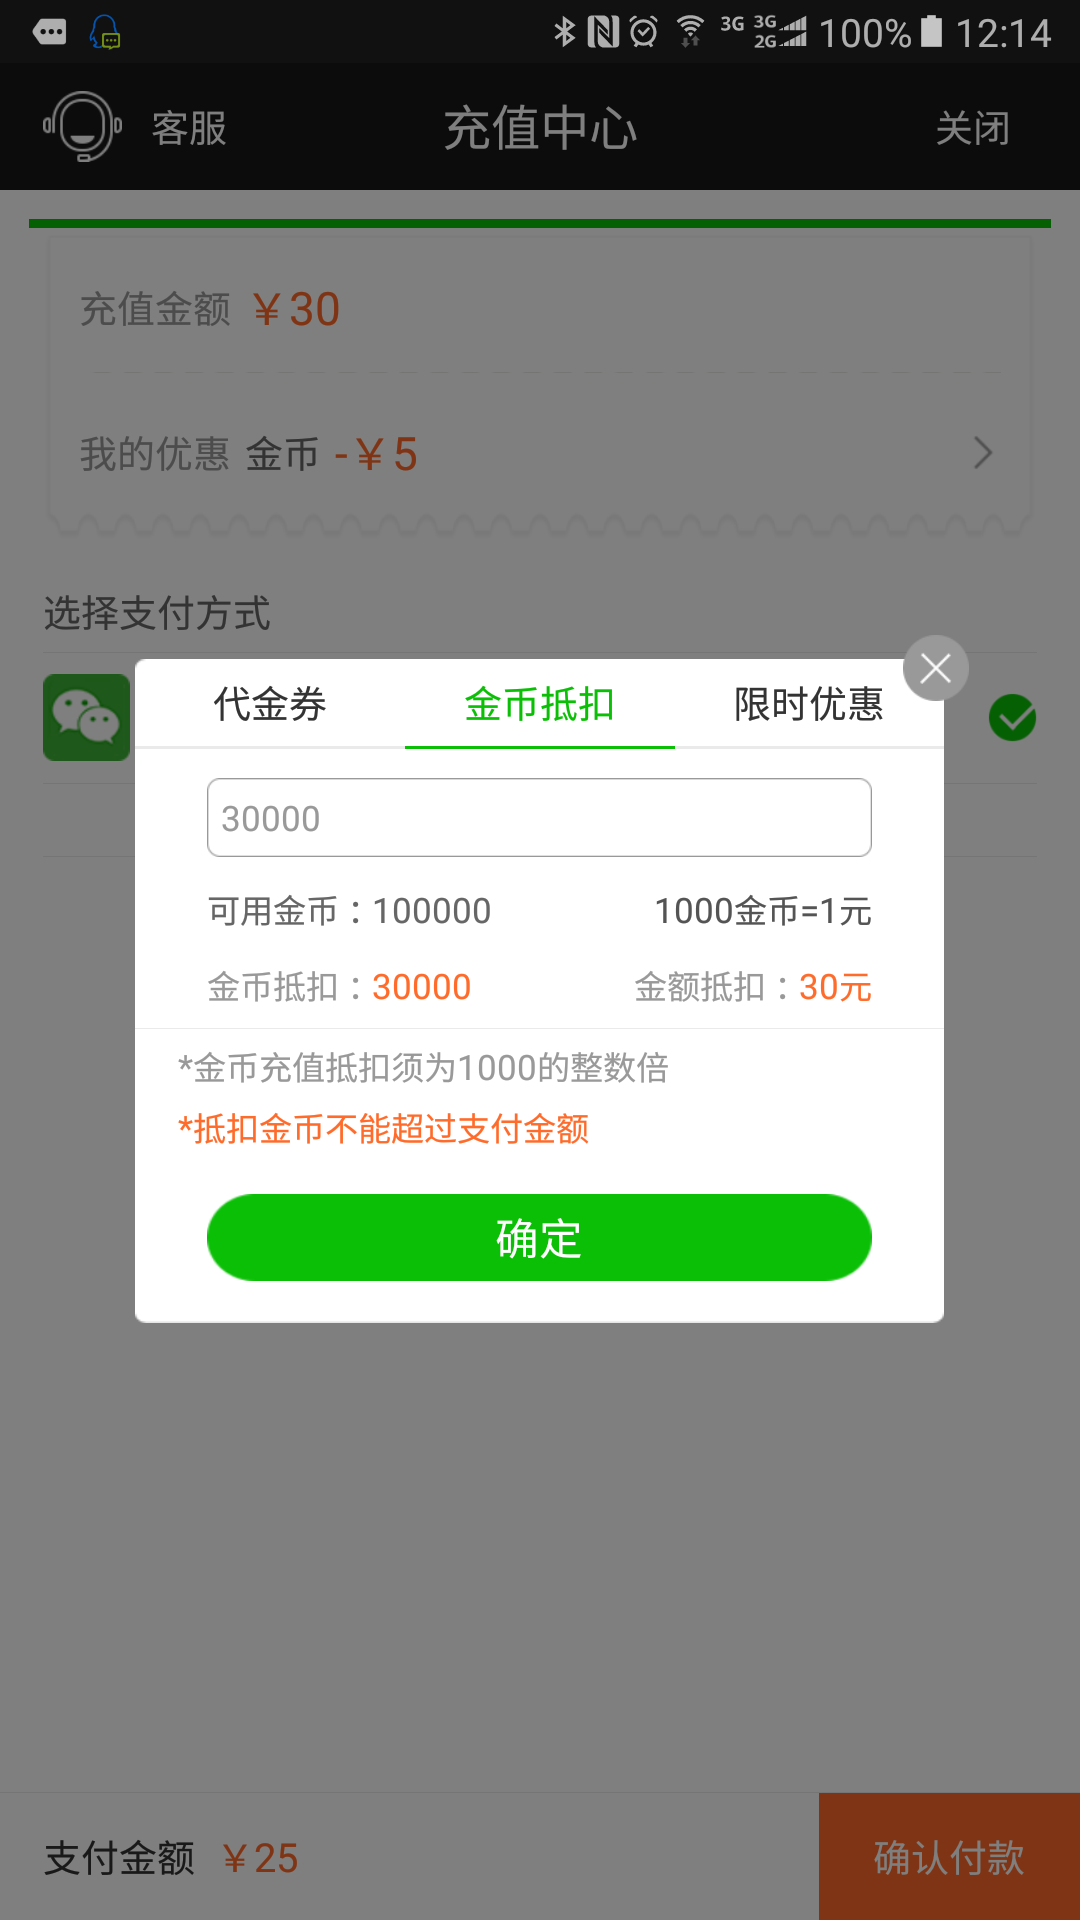 3G 3G 2G 100% 12:14
客服 充值中心 关闭
充值金额 ￥30
我的优惠 金币 -￥5
选择支付方式
代金券 金币抵扣 限时优惠
30000
可用金币：100000 1000金币=1元
金币抵扣：30000 金额抵扣：30元
*金币充值抵扣须为1000的整数倍
*抵扣金币不能超过支付金额
确定
支付金额 ￥25 确认付款